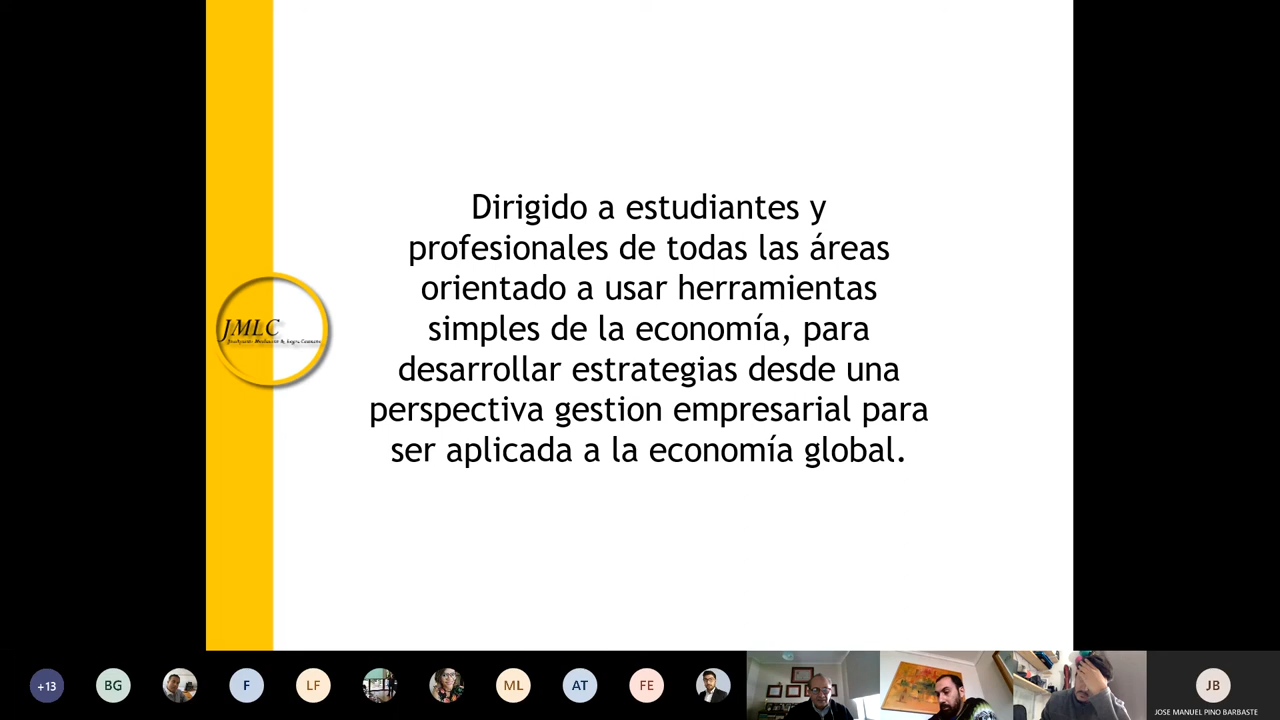 Dirigido a estudiantes y
profesionales de todas las áreas
orientado a usar herramientas
simples de la economía, para
desarrollar estrategias desde una
perspectiva gestion empresarial para
ser aplicada a la economía global.
JMLC
+13
BG
F
LF
ML
AT
FE
JB
JOSE MANUEL PINO BARBASTE